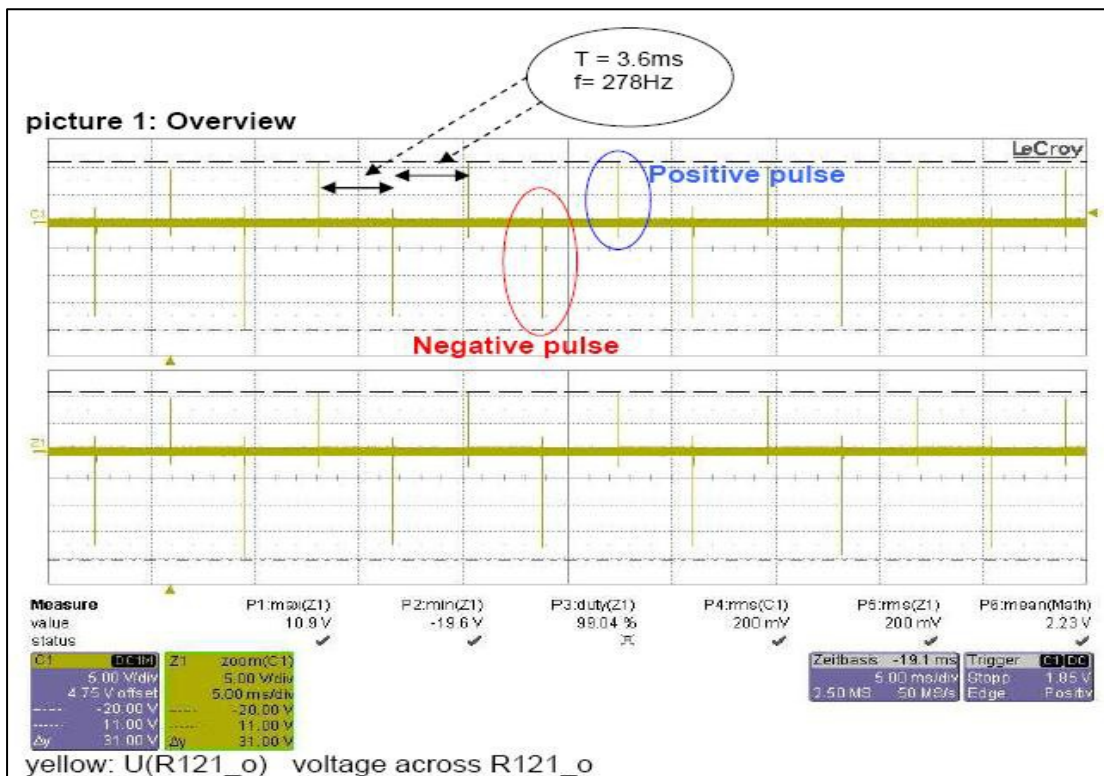 T = 3.6ms
f= 278Hz
picture 1: Overview
LeCroy
Positive pulse
C1
Negative pulse
Z1
Measure P1:max(Z1) P2:min(Z1) P3:duty(Z1) P4:rms(C1) P5:rms(Z1) P6:mean(Math)
value 10.9 V -19.6 V 99.04 % 200 mV 200 mV 2.23 V
status
C1 DC1M
5.00 V/div
4.75 V offset
-20.00 V
11.00 V
Δy 31.00 V
Z1 zoom(C1)
5.00 V/div
5.00 ms/div
-20.00 V
11.00 V
31.00 V
Zeitbasis -19.1 ms
5.00 ms/div
2.50 MS 50 MS/s
Trigger C1 DC
Stopp 1.85 V
Edge Positiv
yellow: U(R121_o) voltage across R121_o